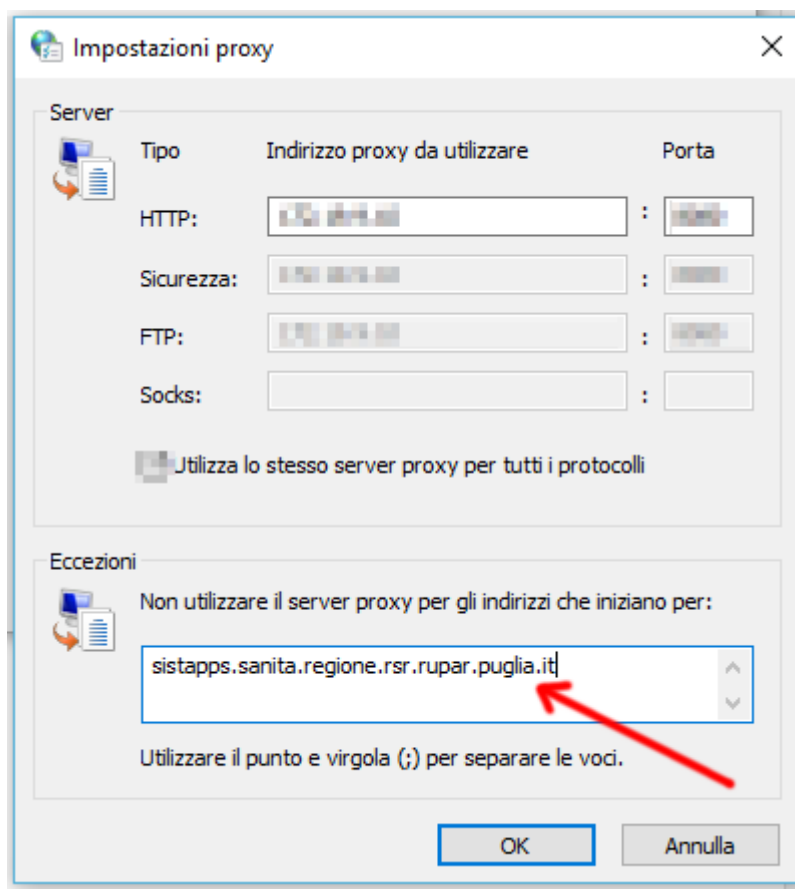 Impostazioni proxy
Server
Tipo Indirizzo proxy da utilizzare Porta
HTTP: :
Sicurezza: :
FTP: :
Socks: :
Utilizza lo stesso server proxy per tutti i protocolli
Eccezioni
Non utilizzare il server proxy per gli indirizzi che iniziano per:
sistapps.sanita.regione.rsr.rupar.puglia.it
Utilizzare il punto e virgola (;) per separare le voci.
OK Annulla